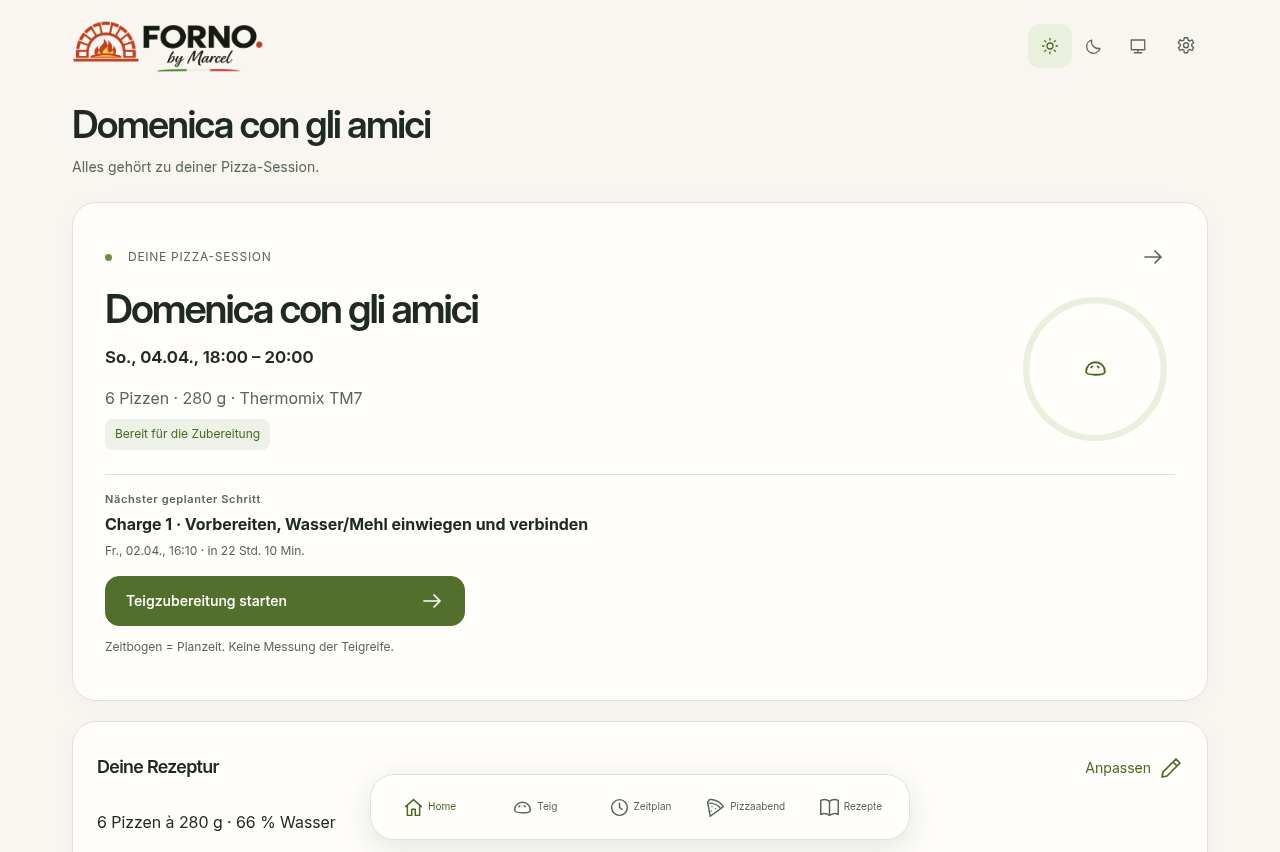 FORNO.
by Marcel
Domenica con gli amici
Alles gehört zu deiner Pizza-Session.
DEINE PIZZA-SESSION
Domenica con gli amici
So., 04.04., 18:00 – 20:00
6 Pizzen · 280 g · Thermomix TM7
Bereit für die Zubereitung
Nächster geplanter Schritt
Charge 1 · Vorbereiten, Wasser/Mehl einwiegen und verbinden
Fr., 02.04., 16:10 · in 22 Std. 10 Min.
Teigzubereitung starten
Zeitbogen = Planzeit. Keine Messung der Teigreife.
Deine Rezeptur
Anpassen
6 Pizzen à 280 g · 66 % Wasser
Home
Teig
Zeitplan
Pizzaabend
Rezepte